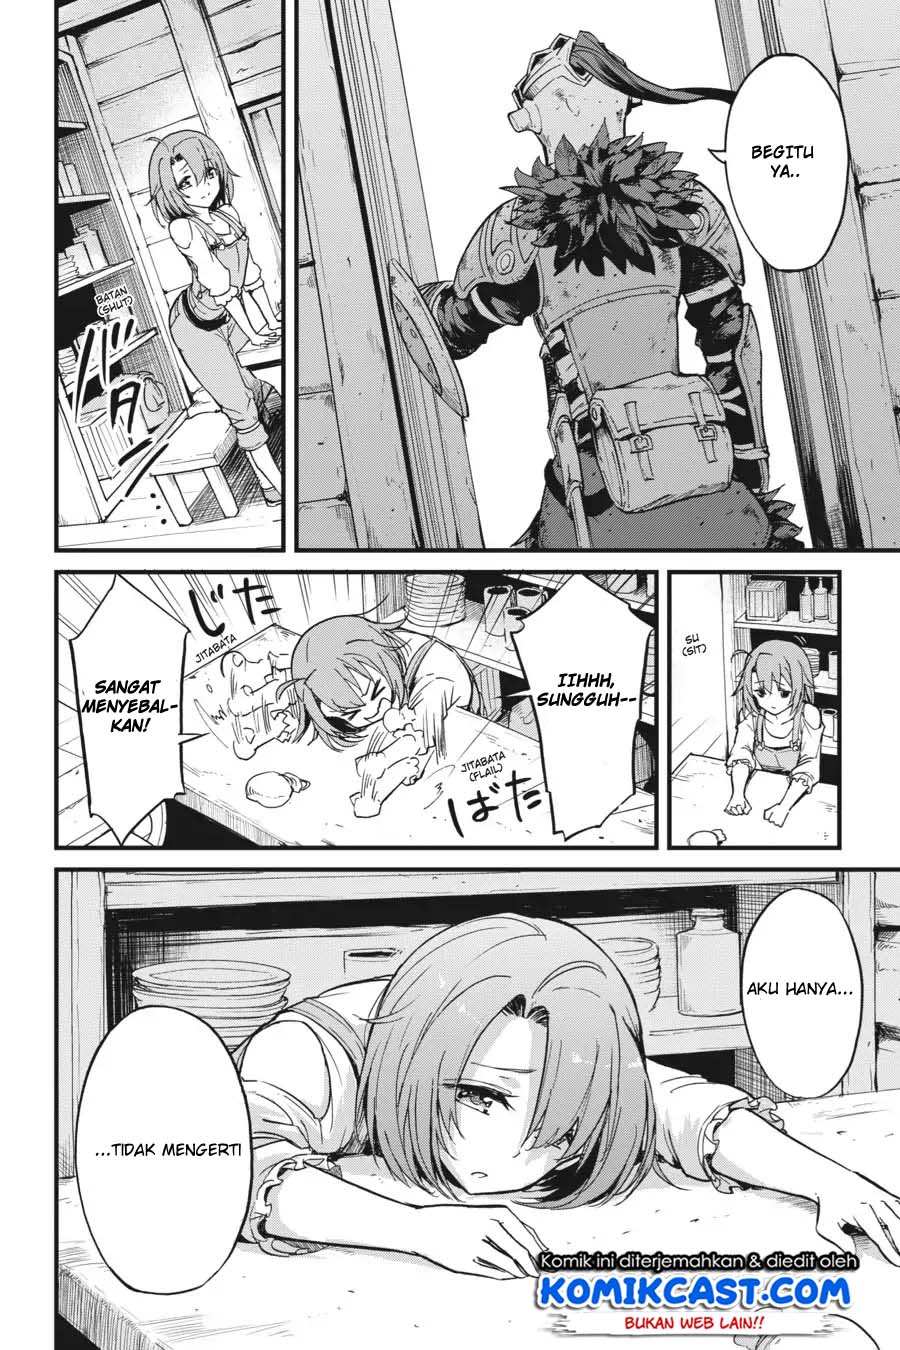 BEGITU
YA..
BATAN
(SHUT)
バタ
SU
(SIT)
IIHHH,
SUNGGUH--
じた
JITABATA
JITABATA
(FLAIL)
ばた
SANGAT
MENYEBAL-
KAN!
AKU HANYA...
...TIDAK MENGERTI
Komik ini diterjemahkan & diedit oleh
KOMIKCAST.COM
BUKAN WEB LAIN!!